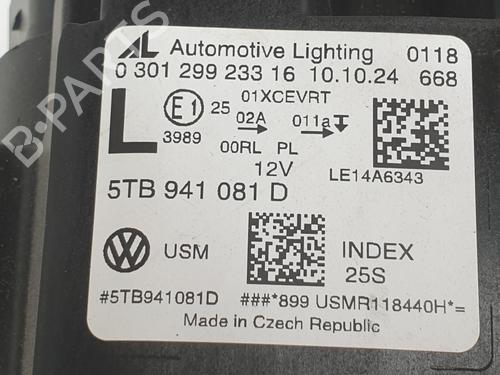 AL Automotive Lighting 0118
0 301 299 233 16 10.10.24 668
L E1 25 01XCEVRT
02A 011a
3989 00RL PL
12V LE14A6343
5TB 941 081 D
USM INDEX
25S
#5TB941081D ###*899 USMR118440H*=
Made in Czech Republic
B-PARTS